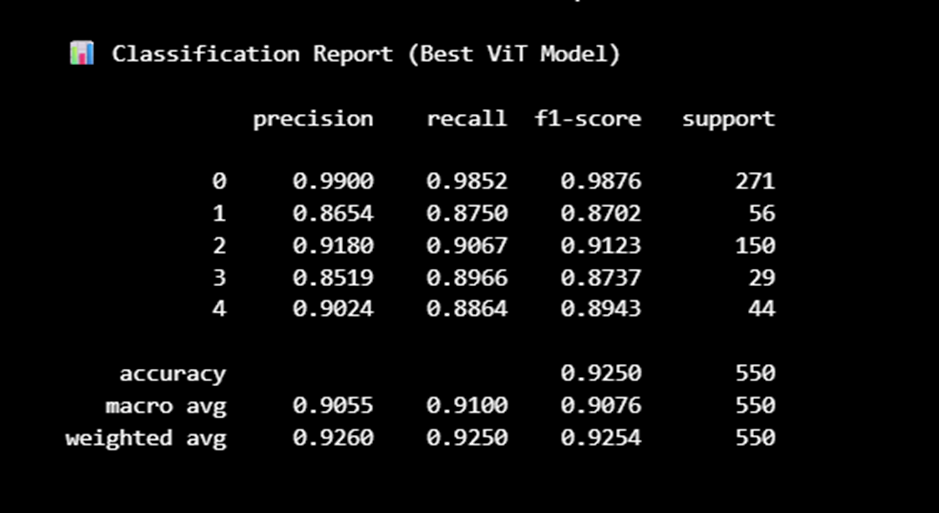 📊 Classification Report (Best ViT Model)
precision recall f1-score support
0 0.9900 0.9852 0.9876 271
1 0.8654 0.8750 0.8702 56
2 0.9180 0.9067 0.9123 150
3 0.8519 0.8966 0.8737 29
4 0.9024 0.8864 0.8943 44
accuracy 0.9250 550
macro avg 0.9055 0.9100 0.9076 550
weighted avg 0.9260 0.9250 0.9254 550